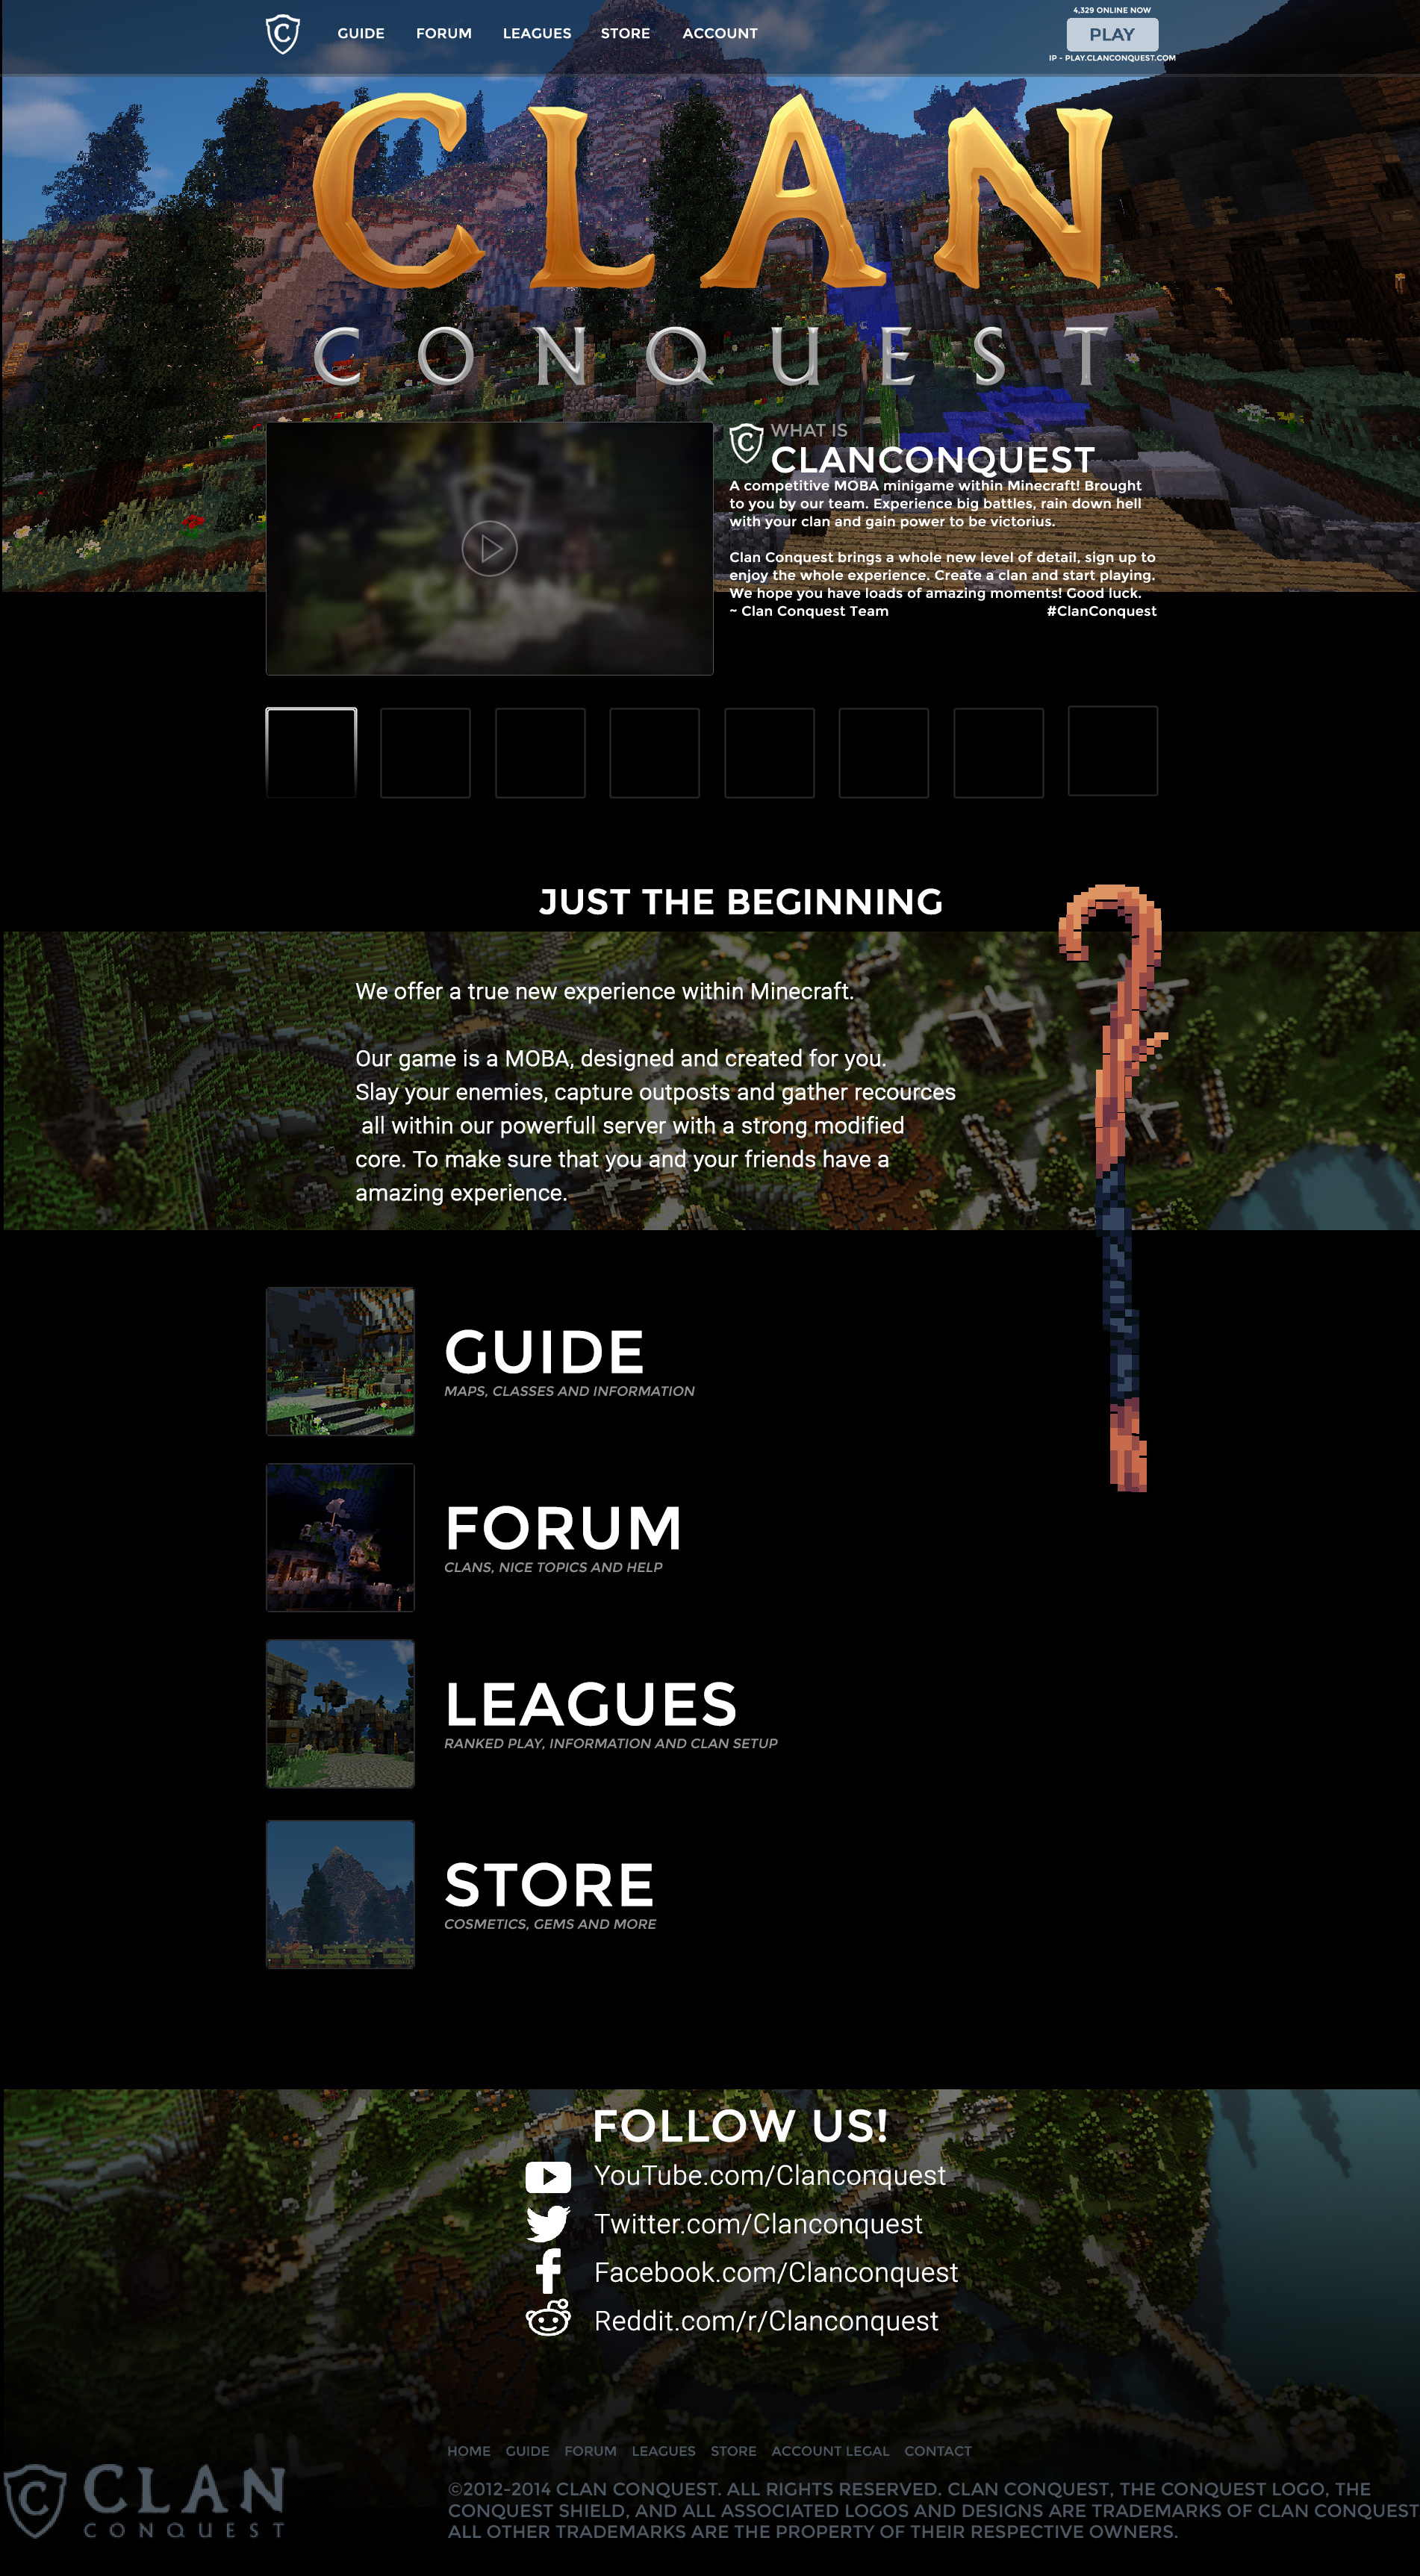 C
GUIDE FORUM LEAGUES STORE ACCOUNT
4,329 ONLINE NOW
PLAY
IP - PLAY.CLANCONQUEST.COM
CLAN
CONQUEST
C
WHAT IS
CLANCONQUEST
A competitive MOBA minigame within Minecraft! Brought
to you by our team. Experience big battles, rain down hell
with your clan and gain power to be victorius.
Clan Conquest brings a whole new level of detail, sign up to
enjoy the whole experience. Create a clan and start playing.
We hope you have loads of amazing moments! Good luck.
~ Clan Conquest Team #ClanConquest
JUST THE BEGINNING
We offer a true new experience within Minecraft.
Our game is a MOBA, designed and created for you.
Slay your enemies, capture outposts and gather recources
all within our powerfull server with a strong modified
core. To make sure that you and your friends have a
amazing experience.
GUIDE
MAPS, CLASSES AND INFORMATION
FORUM
CLANS, NICE TOPICS AND HELP
LEAGUES
RANKED PLAY, INFORMATION AND CLAN SETUP
STORE
COSMETICS, GEMS AND MORE
FOLLOW US!
YouTube.com/Clanconquest
Twitter.com/Clanconquest
Facebook.com/Clanconquest
Reddit.com/r/Clanconquest
HOME GUIDE FORUM LEAGUES STORE ACCOUNT LEGAL CONTACT
C
CLAN
CONQUEST
©2012-2014 CLAN CONQUEST. ALL RIGHTS RESERVED. CLAN CONQUEST, THE CONQUEST LOGO, THE
CONQUEST SHIELD, AND ALL ASSOCIATED LOGOS AND DESIGNS ARE TRADEMARKS OF CLAN CONQUEST
ALL OTHER TRADEMARKS ARE THE PROPERTY OF THEIR RESPECTIVE OWNERS.